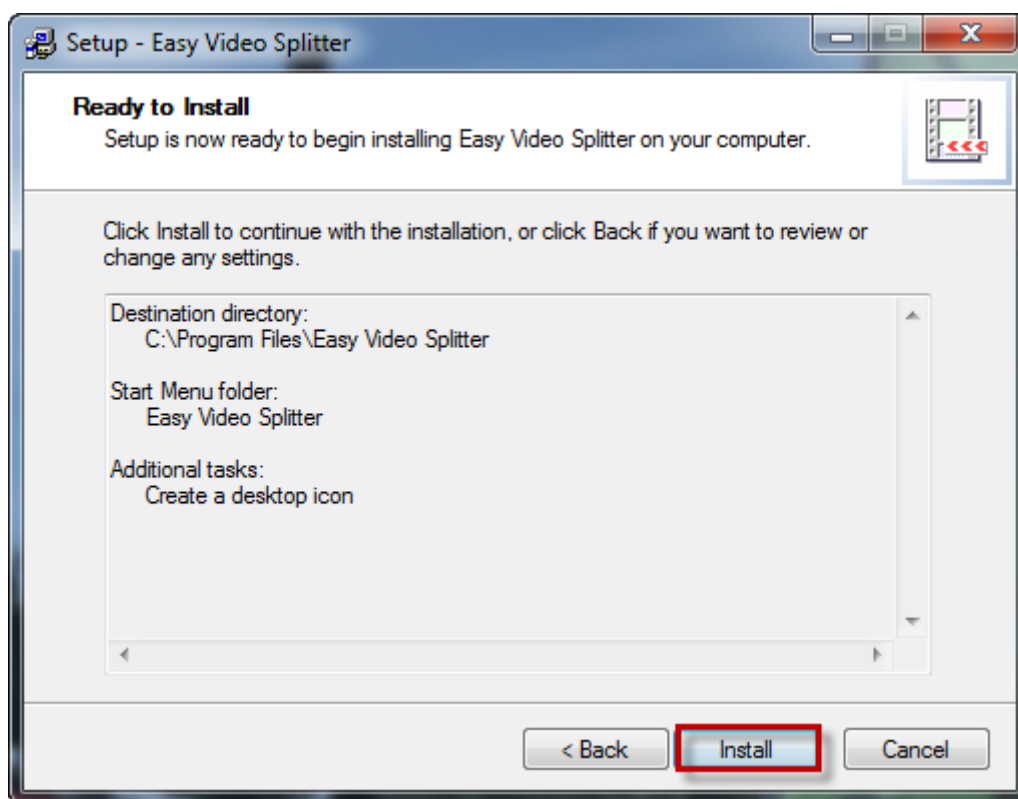 Setup - Easy Video Splitter
Ready to Install
Setup is now ready to begin installing Easy Video Splitter on your computer.
Click Install to continue with the installation, or click Back if you want to review or
change any settings.
Destination directory:
C:\Program Files\Easy Video Splitter
Start Menu folder:
Easy Video Splitter
Additional tasks:
Create a desktop icon
< Back
Install
Cancel